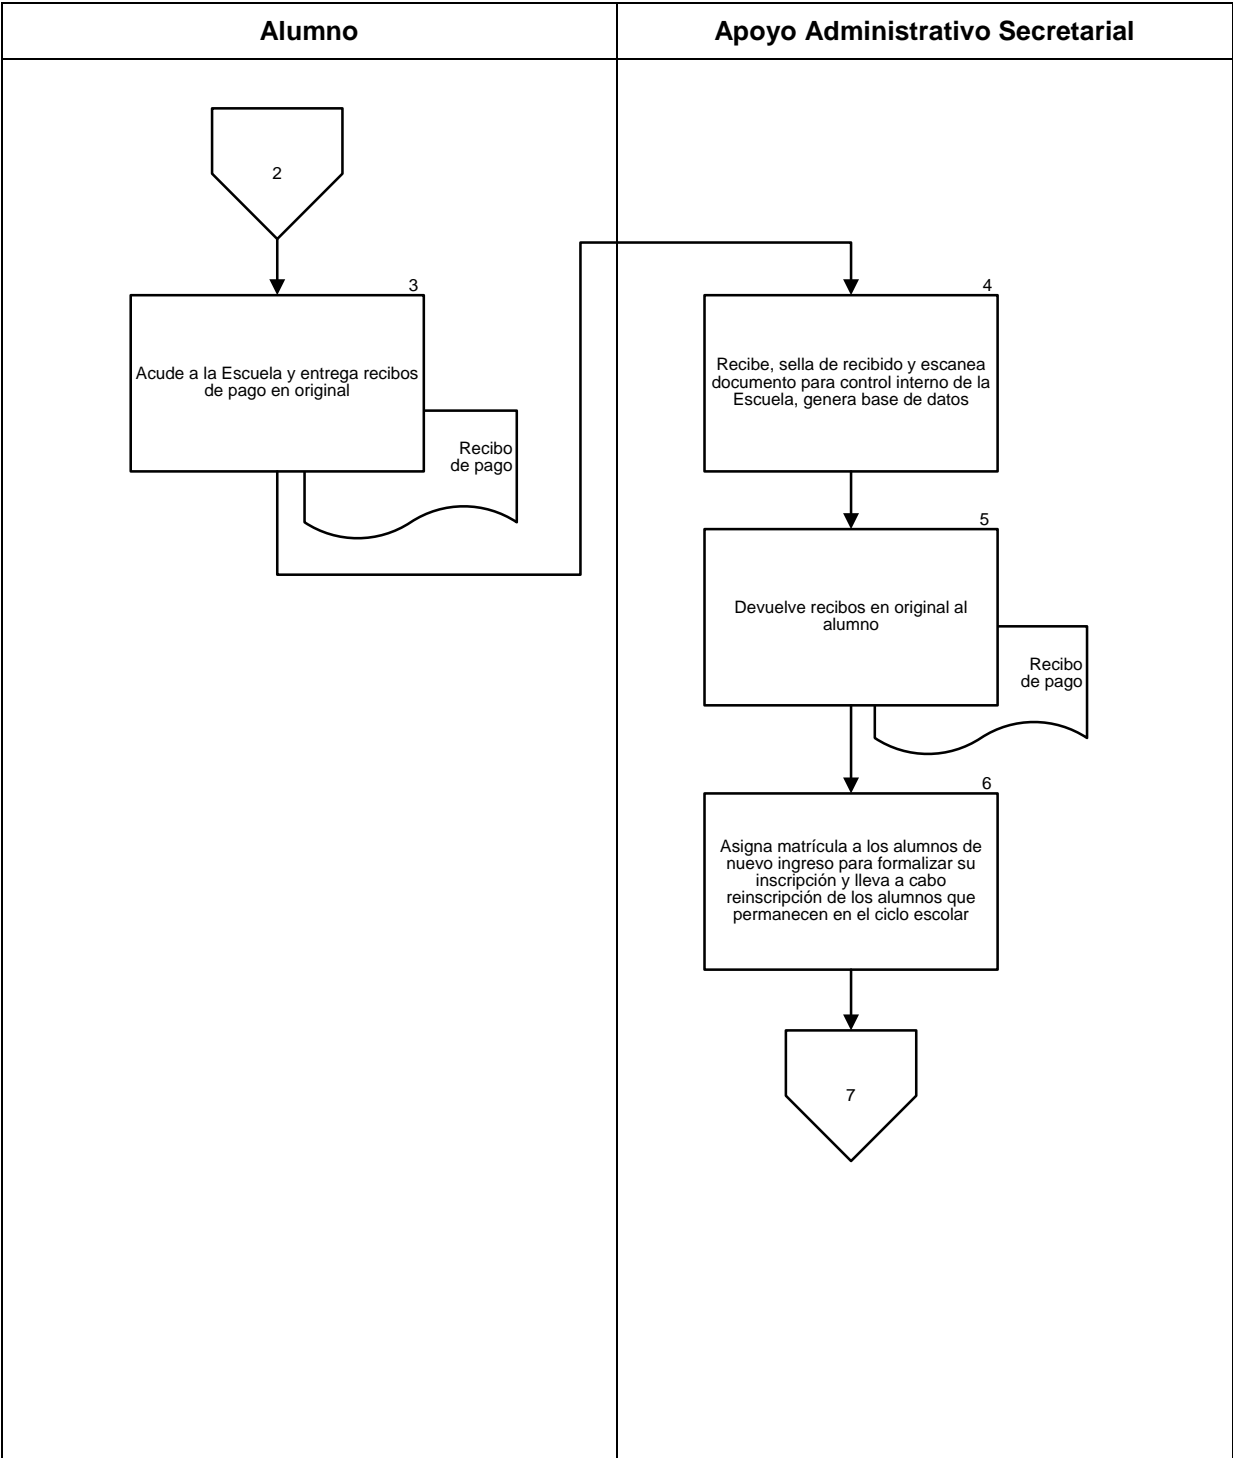 Alumno
Apoyo Administrativo Secretarial
2
3
Acude a la Escuela y entrega recibos
de pago en original
Recibo
de pago
4
Recibe, sella de recibido y escanea
documento para control interno de la
Escuela, genera base de datos
5
Devuelve recibos en original al
alumno
Recibo
de pago
6
Asigna matrícula a los alumnos de
nuevo ingreso para formalizar su
inscripción y lleva a cabo
reinscripción de los alumnos que
permanecen en el ciclo escolar
7